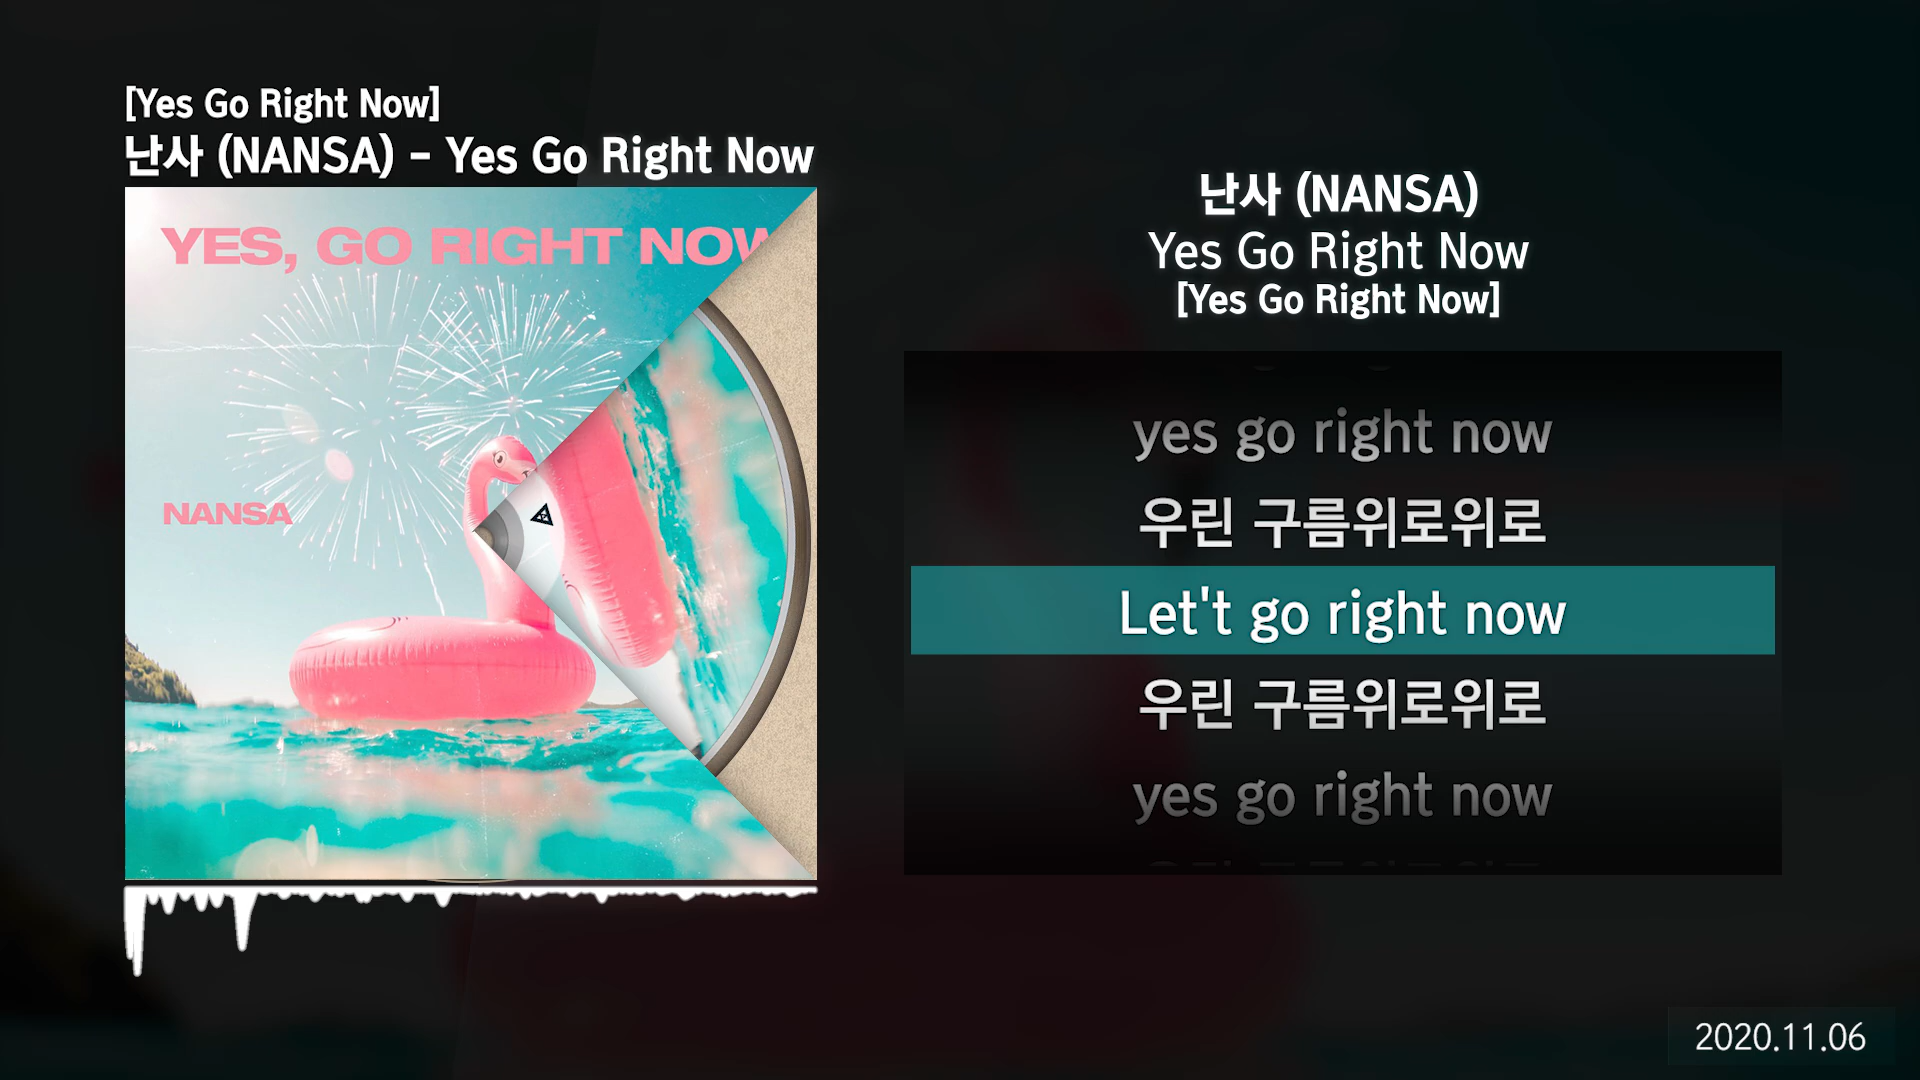 [Yes Go Right Now]
난사 (NANSA) - Yes Go Right Now
YES, GO RIGHT NOW
NANSA
난사 (NANSA)
Yes Go Right Now
[Yes Go Right Now]
yes go right now
우린 구름위로위로
Let't go right now
우린 구름위로위로
yes go right now
2020.11.06